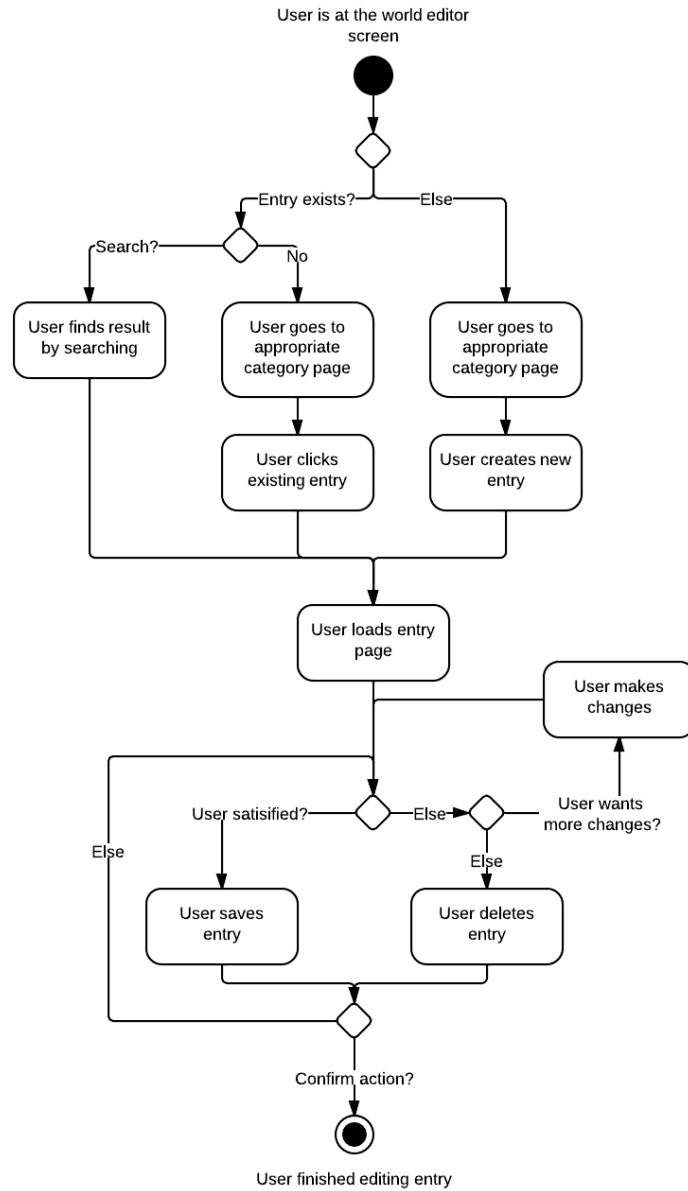 User is at the world editor
screen
Entry exists?
Else
Search?
No
User finds result
by searching
User goes to
appropriate
category page
User goes to
appropriate
category page
User clicks
existing entry
User creates new
entry
User loads entry
page
User makes
changes
User satisified?
Else
User wants
more changes?
Else
Else
User saves
entry
User deletes
entry
Confirm action?
User finished editing entry